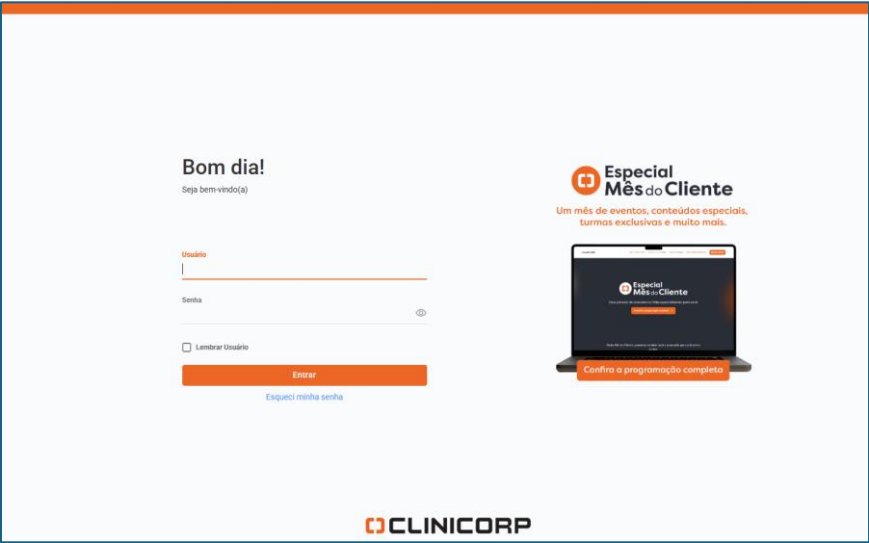 Bom dia!
Seja bem-vindo(a)
Usuário
Senha
Lembrar Usuário
Entrar
Esqueci minha senha
Especial
Mês do Cliente
Um mês de eventos, conteúdos especiais,
turmas exclusivas e muito mais.
Especial
Mês do Cliente
Confira a programação completa
CLINICORP